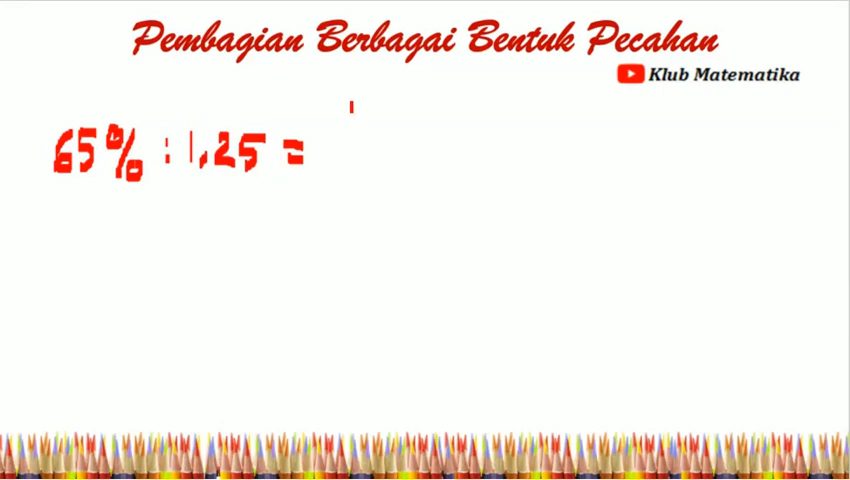 Pembagian Berbagai Bentuk Pecahan
Klub Matematika
65% : 1,25 =